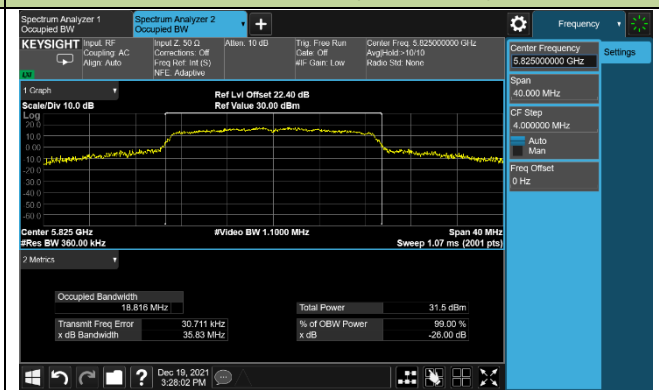 Spectrum Analyzer 1
Occupied BW
Spectrum Analyzer 2
Occupied BW
+
Frequency
KEYSIGHT
Input: RF
Coupling: AC
Align: Auto
Input Z: 50 Ω
Corrections: Off
Freq Ref: Int (S)
NFE: Adaptive
Atten: 10 dB
Trig: Free Run
Gate: Off
#IF Gain: Low
Center Freq: 5.825000000 GHz
Avg|Hold:>10/10
Radio Std: None
Center Frequency
5.825000000 GHz
Settings
Span
40.000 MHz
CF Step
4.000000 MHz
Auto
Man
Freq Offset
0 Hz
1 Graph
Scale/Div 10.0 dB
Ref Lvl Offset 22.40 dB
Ref Value 30.00 dBm
Log
20.0
10.0
0.00
-10.0
-20.0
-30.0
-40.0
-50.0
-60.0
Center 5.825 GHz
#Video BW 1.1000 MHz
Span 40 MHz
#Res BW 360.00 kHz
Sweep 1.07 ms (2001 pts)
2 Metrics
Occupied Bandwidth
18.816 MHz
Total Power 31.5 dBm
Transmit Freq Error 30.711 kHz
% of OBW Power 99.00 %
x dB Bandwidth 35.83 MHz
x dB -26.00 dB
?
Dec 19, 2021
3:28:02 PM